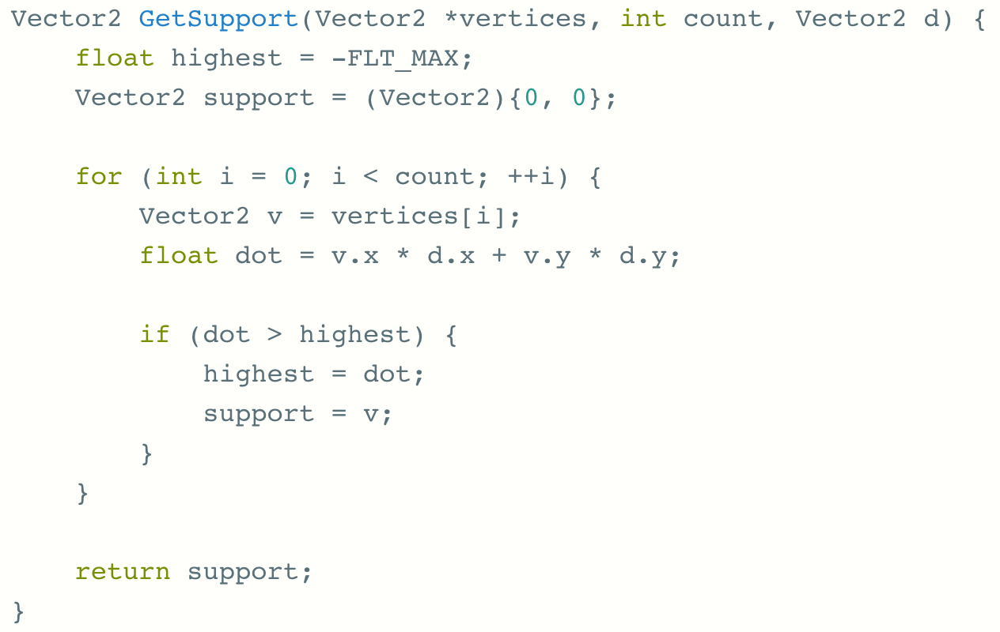 Vector2 GetSupport(Vector2 *vertices, int count, Vector2 d) {
    float highest = -FLT_MAX;
    Vector2 support = (Vector2){0, 0};

    for (int i = 0; i < count; ++i) {
        Vector2 v = vertices[i];
        float dot = v.x * d.x + v.y * d.y;

        if (dot > highest) {
            highest = dot;
            support = v;
        }
    }

    return support;
}